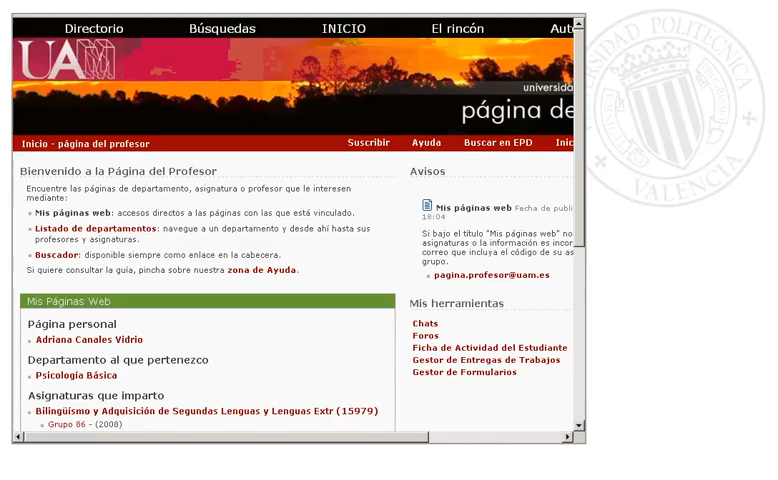 Directorio Búsquedas INICIO El rincón Aut
UAM
universida
página de
Inicio - página del profesor Suscribir Ayuda Buscar en EPD Inic
Bienvenido a la Página del Profesor
Encuentre las páginas de departamento, asignatura o profesor que le interesen
mediante:
Mis páginas web: accesos directos a las páginas con las que está vinculado.
Listado de departamentos: navegue a un departamento y desde ahí hasta sus
profesores y asignaturas.
Buscador: disponible siempre como enlace en la cabecera.
Si quiere consultar la guía, pincha sobre nuestra zona de Ayuda.
Mis Páginas Web
Página personal
Adriana Canales Vidrio
Departamento al que pertenezco
Psicología Básica
Asignaturas que imparto
Bilingüísmo y Adquisición de Segundas Lenguas y Lenguas Extr (15979)
Grupo 86 - (2008)
Avisos
Mis páginas web Fecha de publi
18:04
Si bajo el título "Mis páginas web" no
asignaturas o la información es incor
correo que incluya el código de su as
grupo.
pagina.profesor@uam.es
Mis herramientas
Chats
Foros
Ficha de Actividad del Estudiante
Gestor de Entregas de Trabajos
Gestor de Formularios
VERSIDAD POLITECNICA
VALENCIA